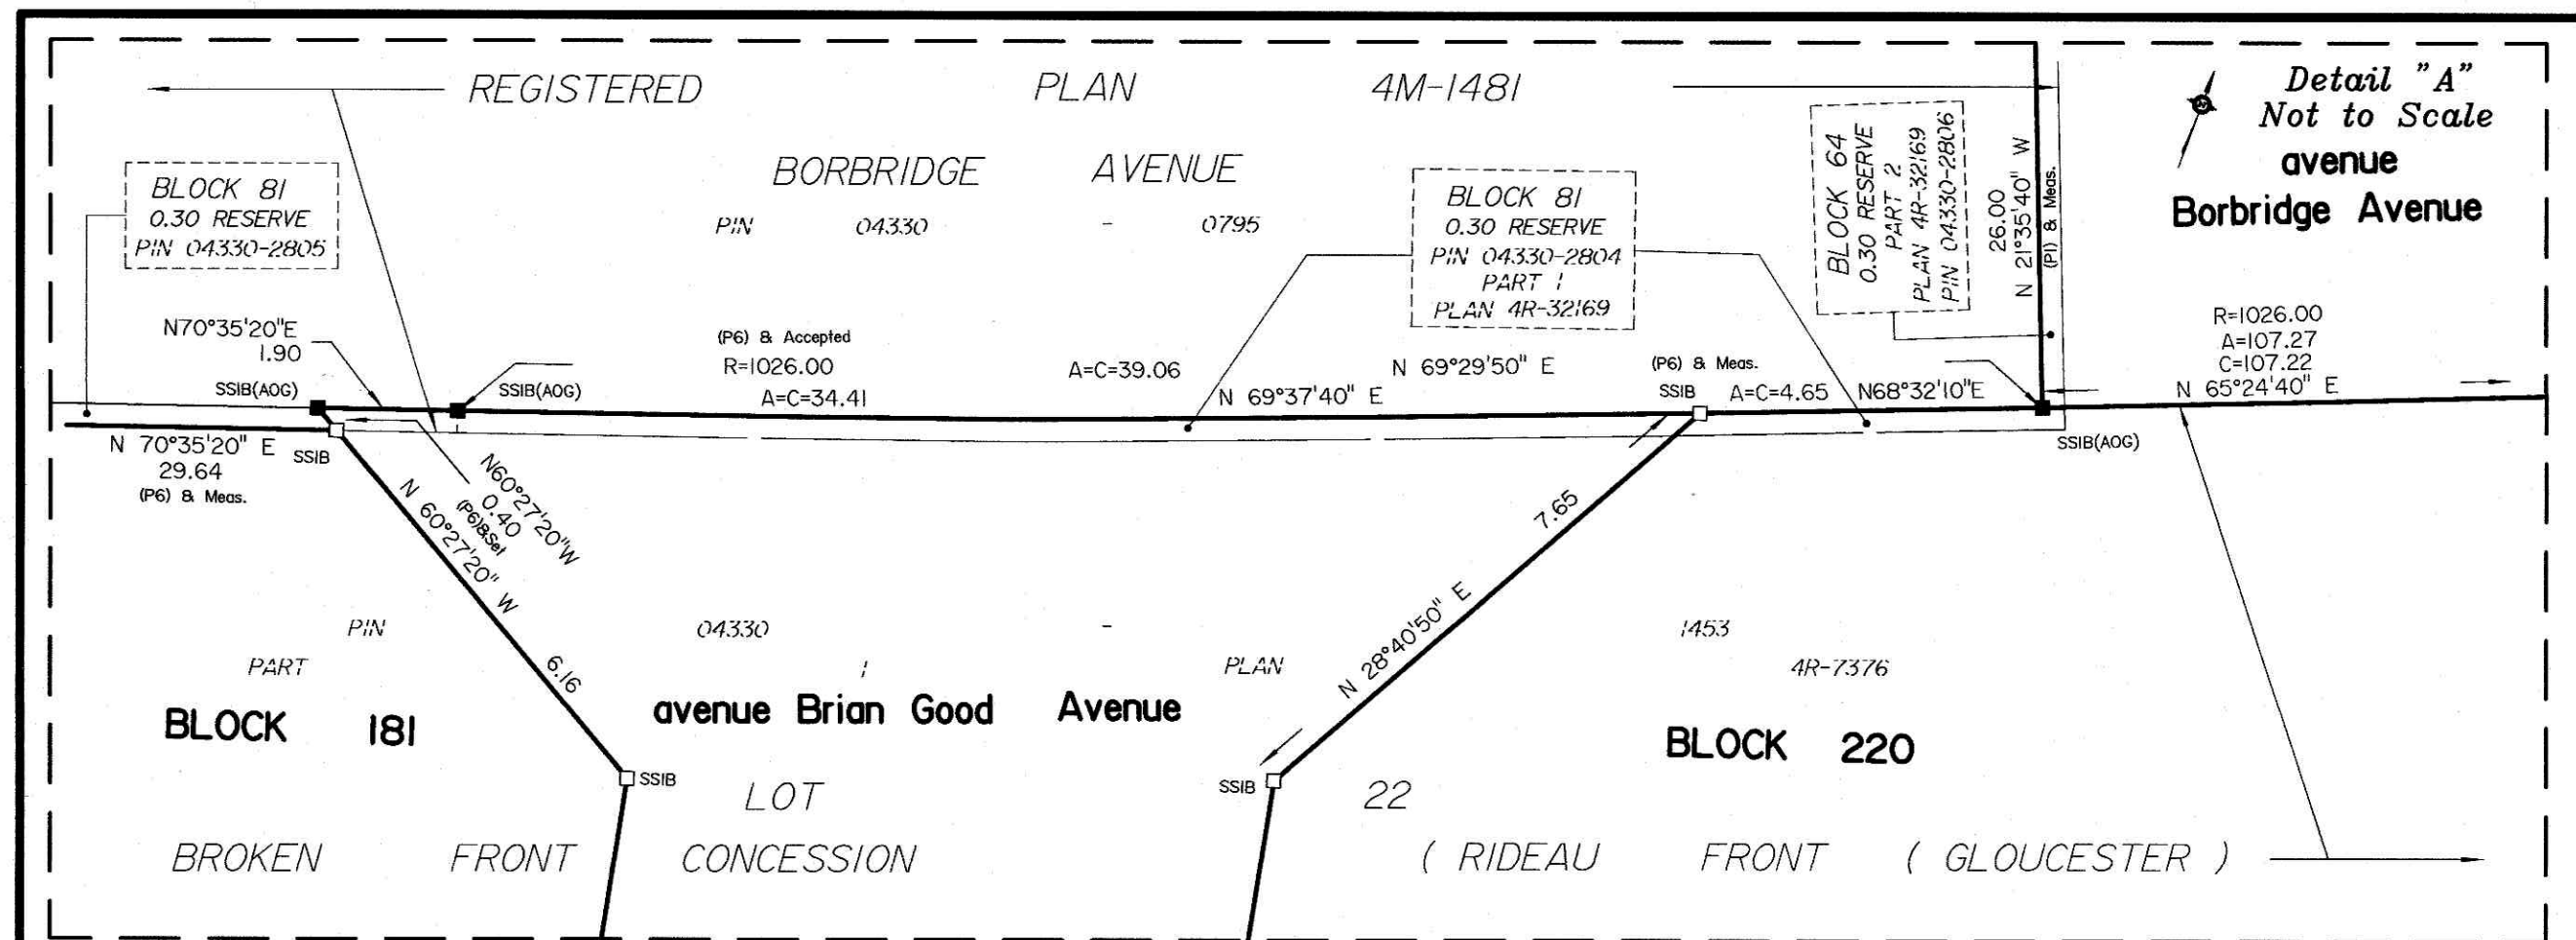 REGISTERED PLAN 4M-1481
Detail "A"
Not to Scale
avenue
Borbridge Avenue
BORBRIDGE AVENUE
PIN 04330 - 0795
BLOCK 81
0.30 RESERVE
PIN 04330-2805
BLOCK 81
0.30 RESERVE
PIN 04330-2804
PART 1
PLAN 4R-32169
BLOCK 64
0.30 RESERVE
PART 2
PLAN 4R-32169
PIN 04330-2806
26.00
N 21°35'40" W
(P1) & Meas.
R=1026.00
A=107.27
C=107.22
N 65°24'40" E
N70°35'20"E
1.90
SSIB(AOG)
SSIB(AOG)
(P6) & Accepted
R=1026.00
A=C=34.41
A=C=39.06
N 69°37'40" E
N 69°29'50" E
(P6) & Meas.
SSIB
A=C=4.65
N68°32'10"E
SSIB(AOG)
N 70°35'20" E
29.64
(P6) & Meas.
SSIB
N60°27'20"W
0.40
(P6)&Set
N 60°27'20" W
6.16
7.65
N 28°40'50" E
PIN 04330 - 1453
PART 1 PLAN 4R-7376
BLOCK 181
avenue Brian Good Avenue
BLOCK 220
SSIB
SSIB
LOT 22
BROKEN FRONT CONCESSION ( RIDEAU FRONT ( GLOUCESTER )